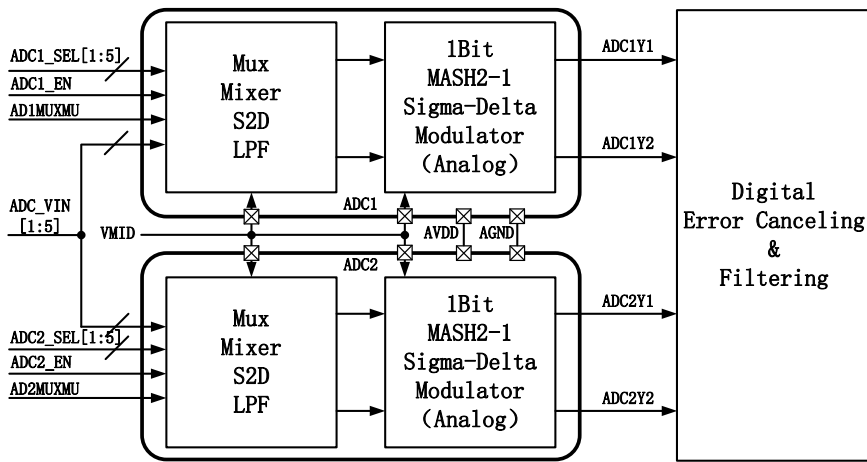 ADC1_SEL[1:5]
ADC1_EN
AD1MUXMU
ADC_VIN
[1:5]
VMID
Mux
Mixer
S2D
LPF
1Bit
MASH2-1
Sigma-Delta
Modulator
(Analog)
ADC1
ADC1Y1
ADC1Y2
AVDD
AGND
ADC2
ADC2_SEL[1:5]
ADC2_EN
AD2MUXMU
Mux
Mixer
S2D
LPF
1Bit
MASH2-1
Sigma-Delta
Modulator
(Analog)
ADC2Y1
ADC2Y2
Digital
Error Canceling
&
Filtering